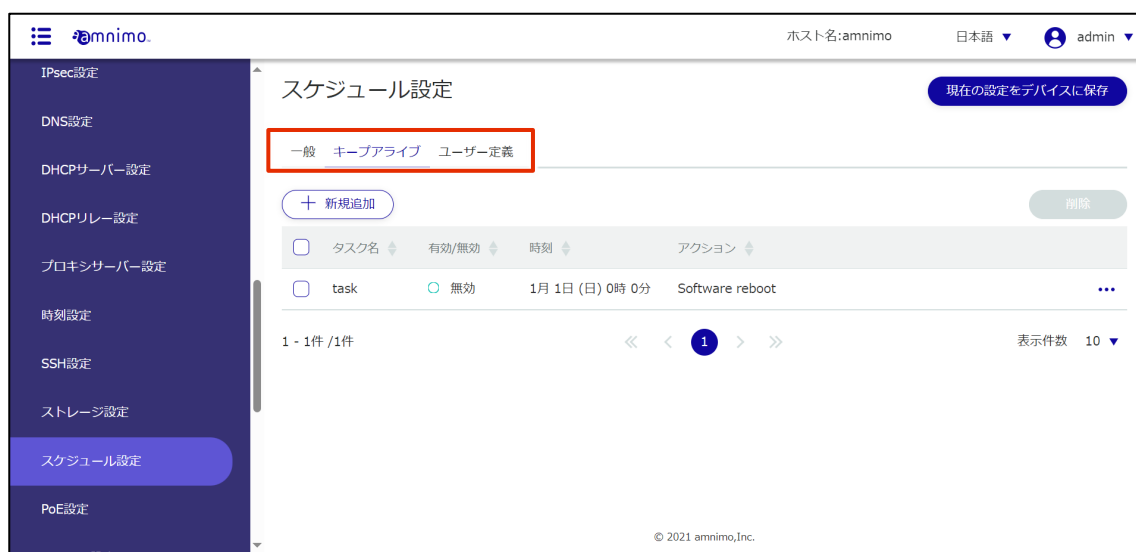 amnimo
ホスト名:amnimo
日本語 ▼
admin ▼
IPsec設定
DNS設定
DHCPサーバー設定
DHCPリレー設定
プロキシサーバー設定
時刻設定
SSH設定
ストレージ設定
スケジュール設定
PoE設定
スケジュール設定
現在の設定をデバイスに保存
一般 キープアライブ ユーザー定義
+ 新規追加
削除
タスク名 有効/無効 時刻 アクション
task 無効 1月 1日 (日) 0時 0分 Software reboot •••
1 - 1件 /1件
≪ < 1 > ≫
表示件数 10 ▼
© 2021 amnimo,Inc.